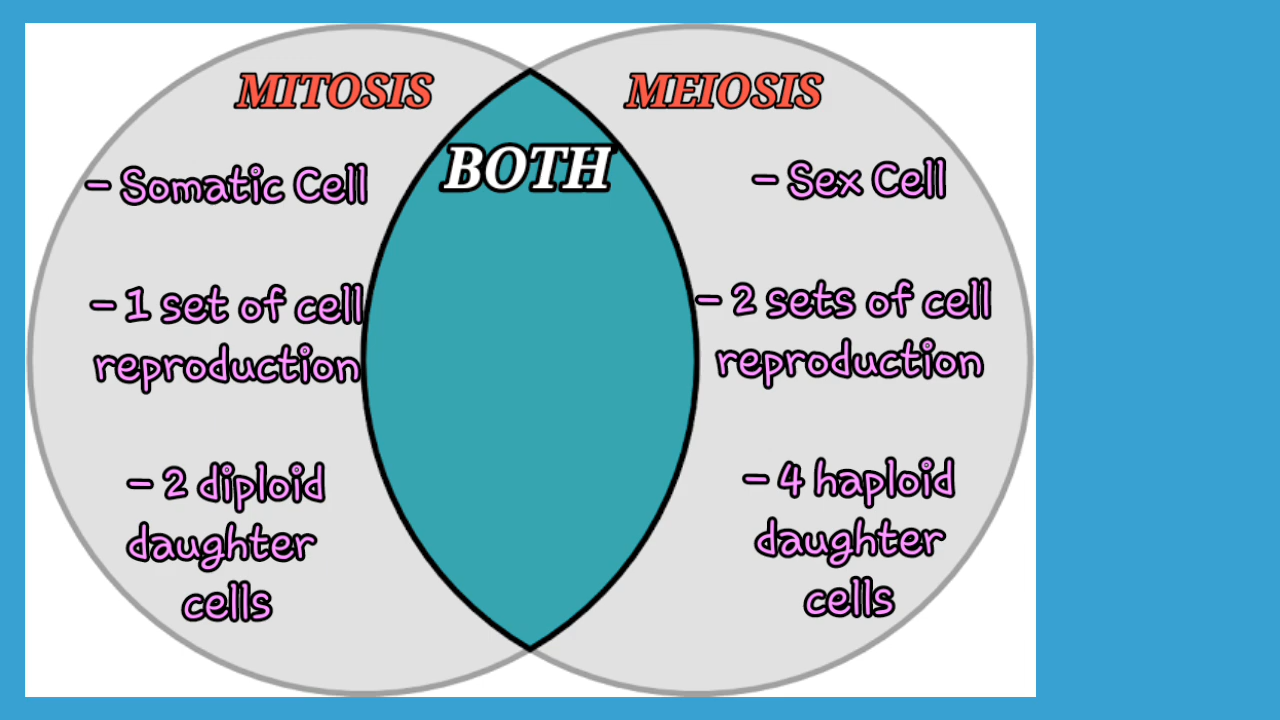 MITOSIS
- Somatic Cell
- 1 set of cell
reproduction
- 2 diploid
daughter
cells
BOTH
MEIOSIS
- Sex Cell
- 2 sets of cell
reproduction
- 4 haploid
daughter
cells